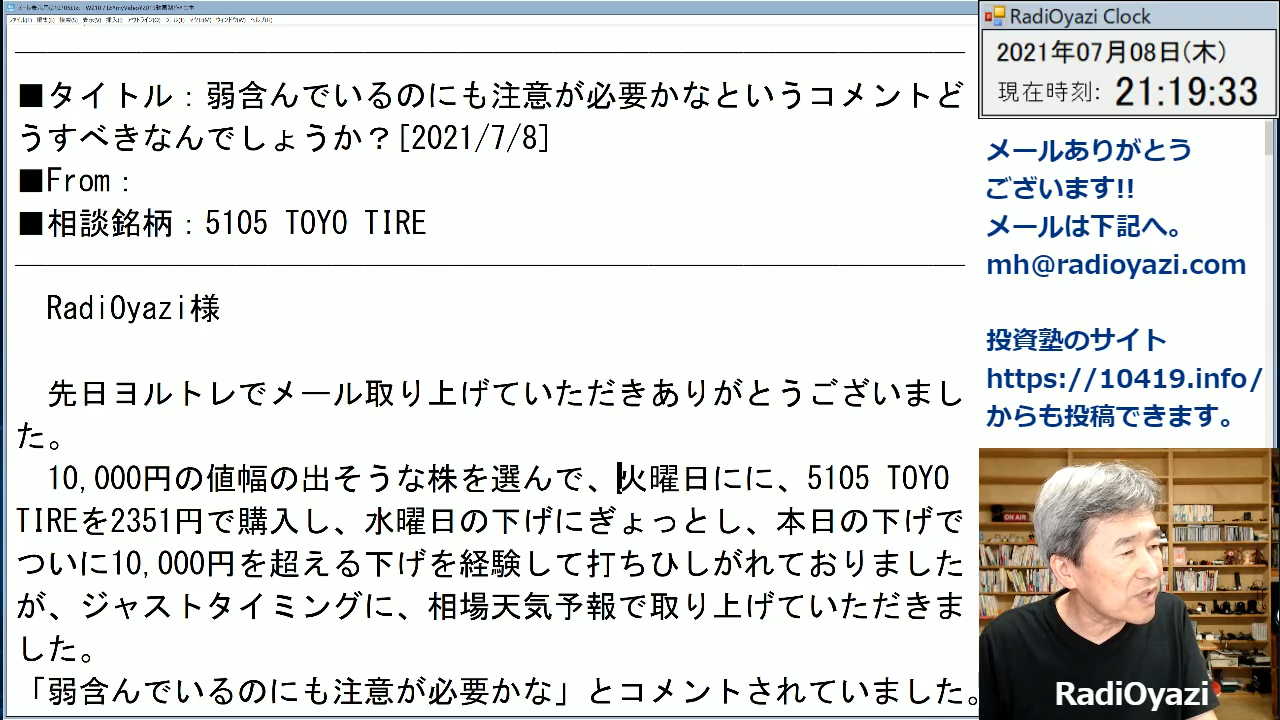 ■タイトル：弱含んでいるのにも注意が必要かなというコメントど
うすべきなんでしょうか？[2021/7/8]
■From：
■相談銘柄：5105 TOYO TIRE
RadiOyazi様
先日ヨルトレでメール取り上げていただきありがとうございまし
た。
10,000円の値幅の出そうな株を選んで、火曜日にに、5105 TOYO
TIREを2351円で購入し、水曜日の下げにぎょっとし、本日の下げで
ついに10,000円を超える下げを経験して打ちひしがれておりました
が、ジャストタイミングに、相場天気予報で取り上げていただきま
した。
「弱含んでいるのにも注意が必要かな」とコメントされていました。
RadiOyazi Clock
2021年07月08日(木)
現在時刻: 21:19:33
メールありがとう
ございます!!
メールは下記へ。
mh@radioyazi.com
投資塾のサイト
https://10419.info/
からも投稿できます。
ON AIR
RadiOyazi